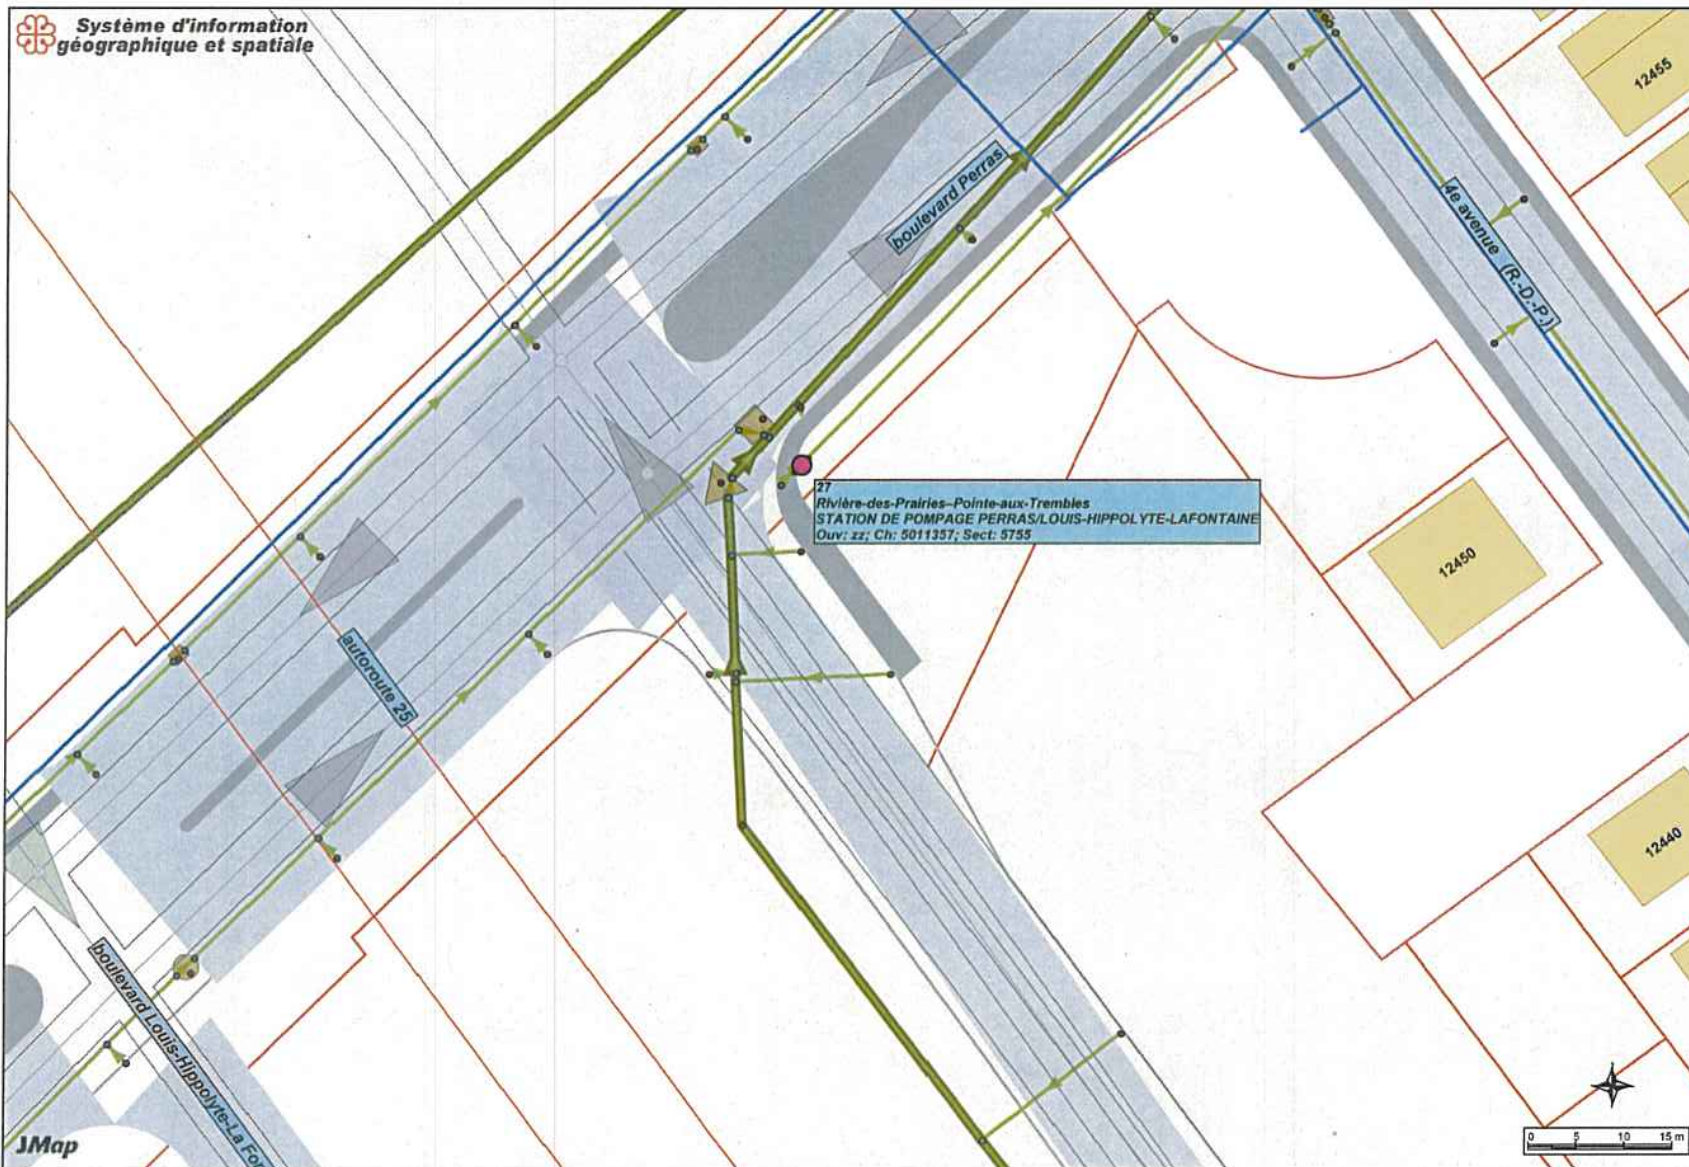 Système d'information
géographique et spatiale
12455
boulevard Perras
4e avenue (R.-D.-P.)
27
Rivière-des-Prairies--Pointe-aux-Trembles
STATION DE POMPAGE PERRAS/LOUIS-HIPPOLYTE-LAFONTAINE
Ouv: zz; Ch: 5011357; Sect: 5755
12450
autoroute 25
12440
boulevard Louis-Hippolyte-La Fon
JMap
0 5 10 15 m